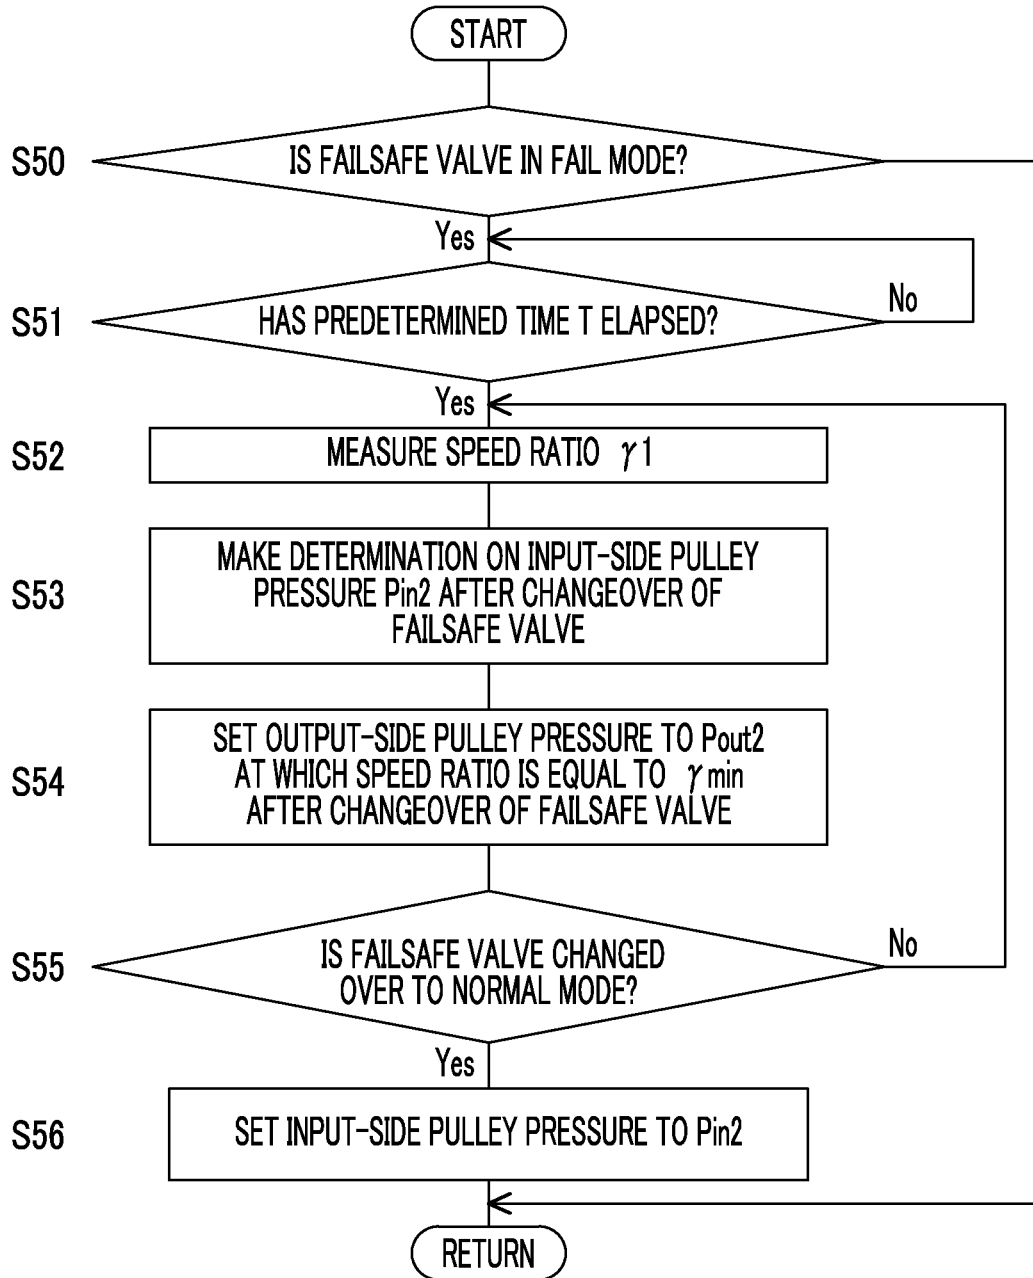 START
S50
IS FAILSAFE VALVE IN FAIL MODE?
Yes
S51
HAS PREDETERMINED TIME T ELAPSED?
No
Yes
S52
MEASURE SPEED RATIO γ1
S53
MAKE DETERMINATION ON INPUT-SIDE PULLEY
PRESSURE Pin2 AFTER CHANGEOVER OF
FAILSAFE VALVE
S54
SET OUTPUT-SIDE PULLEY PRESSURE TO Pout2
AT WHICH SPEED RATIO IS EQUAL TO γmin
AFTER CHANGEOVER OF FAILSAFE VALVE
S55
IS FAILSAFE VALVE CHANGED
OVER TO NORMAL MODE?
No
Yes
S56
SET INPUT-SIDE PULLEY PRESSURE TO Pin2
RETURN